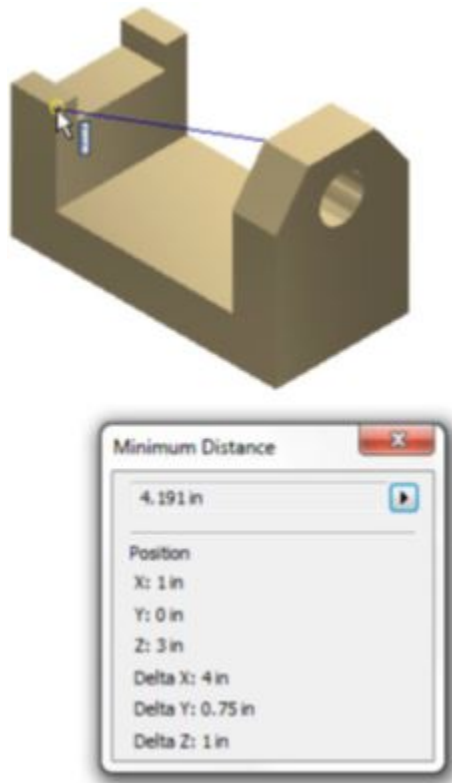 Minimum Distance
4.191 in
Position
X: 1 in
Y: 0 in
Z: 3 in
Delta X: 4 in
Delta Y: 0.75 in
Delta Z: 1 in